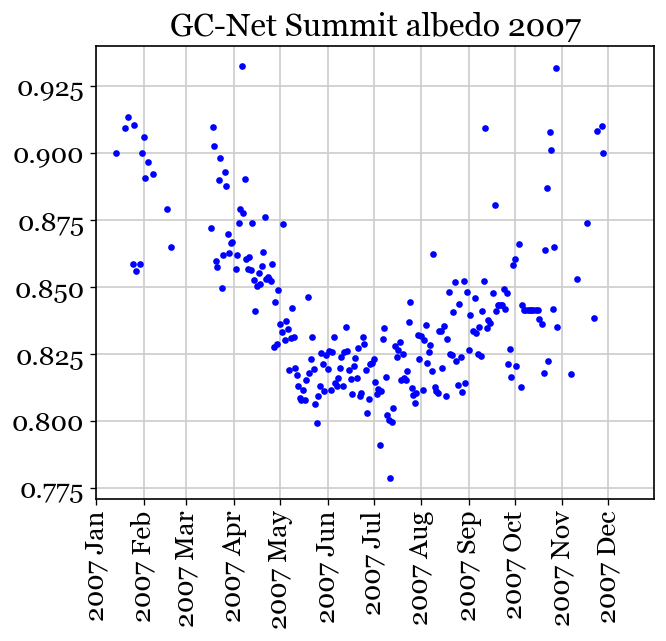 GC-Net Summit albedo 2007
0.925
0.900
0.875
0.850
0.825
0.800
0.775
2007 Jan
2007 Feb
2007 Mar
2007 Apr
2007 May
2007 Jun
2007 Jul
2007 Aug
2007 Sep
2007 Oct
2007 Nov
2007 Dec